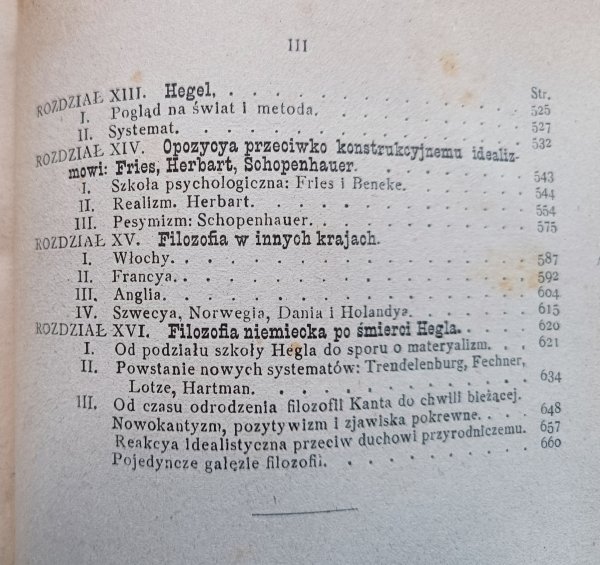 III
Str.
ROZDZIAŁ XIII. Hegel, 525
I. Pogląd na świat i metoda. 527
II. Systemat. 532
ROZDZIAŁ XIV. Opozycya przeciwko konstrukcyjnemu idealiz-
mowi: Fries, Herbart, Schopenhauer. 543
I. Szkoła psychologiczna: Fries i Beneke. 544
II. Realizm. Herbart. 554
III. Pesymizm: Schopenhauer. 575
ROZDZIAŁ XV. Filozofia w innych krajach.
I. Włochy. 587
II. Francya. 592
III. Anglia. 604
IV. Szwecya, Norwegia, Dania i Holandya. 615
ROZDZIAŁ XVI. Filozofia niemiecka po śmierci Hegla. 620
I. Od podziału szkoły Hegla do sporu o materyalizm. 621
II. Powstanie nowych systematów: Trendelenburg, Fechner,
Lotze, Hartman. 634
III. Od czasu odrodzenia filozofii Kanta do chwili bieżącej.
Nowokantyzm, pozytywizm i zjawiska pokrewne. 648
Reakcya idealistyczna przeciw duchowi przyrodniczemu. 657
Pojedyncze gałęzie filozofii. 660